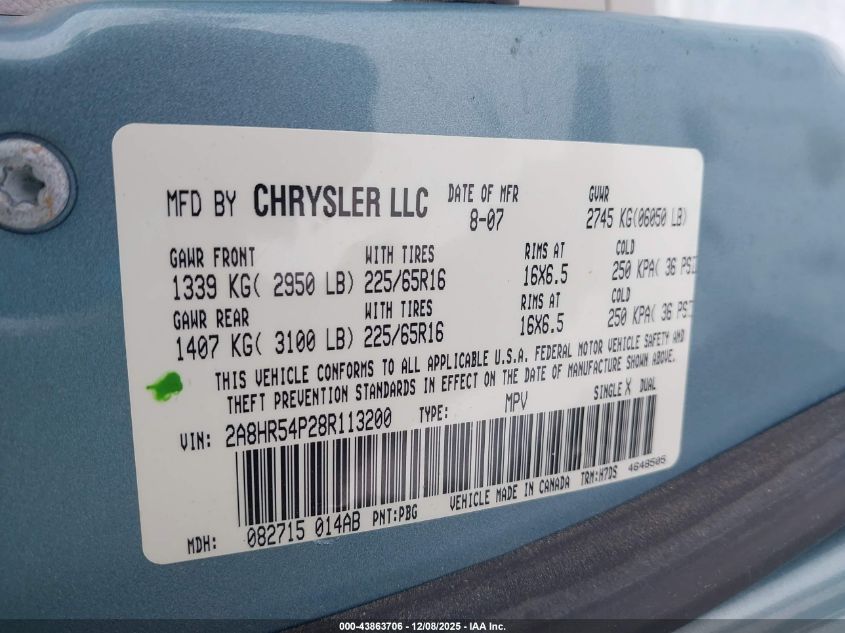 MFD BY CHRYSLER LLC DATE OF MFR GVWR
8-07 2745 KG(06050 LB)
GAWR FRONT WITH TIRES RIMS AT COLD
1339 KG( 2950 LB) 225/65R16 16X6.5 250 KPA( 36 PSI
GAWR REAR WITH TIRES RIMS AT COLD
1407 KG( 3100 LB) 225/65R16 16X6.5 250 KPA( 36 PSI
THIS VEHICLE CONFORMS TO ALL APPLICABLE U.S.A. FEDERAL MOTOR VEHICLE SAFETY AND
THEFT PREVENTION STANDARDS IN EFFECT ON THE DATE OF MANUFACTURE SHOWN ABOVE.
VIN: 2A8HR54P28R113200 TYPE: MPV SINGLE X DUAL
MDH: 082715 014AB PNT:PBG VEHICLE MADE IN CANADA TRM:H7DS 4648505
000-43863706 - 12/08/2025 - IAA Inc.